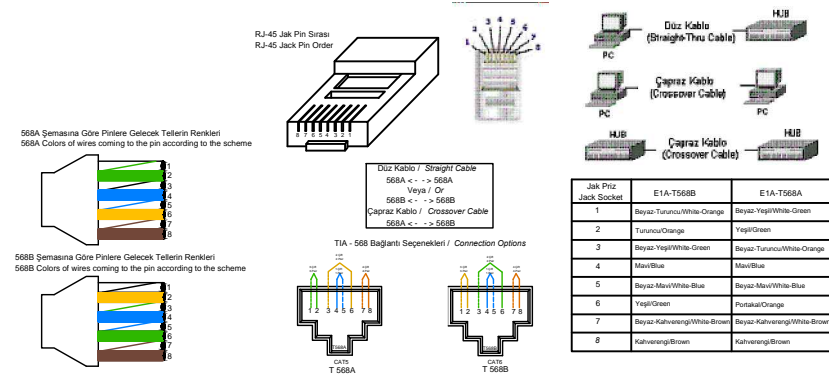 RJ-45 Jak Pin Sırası
RJ-45 Jack Pin Order
8 7 6 5 4 3 2 1
1 2 3 4 5 6 7 8
Düz Kablo
(Straight-Thru Cable)
PC
HUB
Çapraz Kablo
(Crossover Cable)
PC
PC
HUB
Çapraz Kablo
(Crossover Cable)
HUB
568A Şemasına Göre Pinlere Gelecek Tellerin Renkleri
568A Colors of wires coming to the pin according to the scheme
1
2
3
4
5
6
7
8
568B Şemasına Göre Pinlere Gelecek Tellerin Renkleri
568B Colors of wires coming to the pin according to the scheme
1
2
3
4
5
6
7
8
Düz Kablo / Straight Cable
568A < - - > 568A
Veya / Or
568B < - - > 568B
Çapraz Kablo / Crossover Cable
568A < - - > 568B
TIA - 568 Bağlantı Seçenekleri / Connection Options
1 2 3 4 5 6 7 8
T568A
CAT5
T 568A
1 2 3 4 5 6 7 8
T568B
CAT6
T 568B
Jak Priz
Jack Socket
E1A-T568B
E1A-T568A
1
Beyaz-Turuncu/White-Orange
Beyaz-Yeşil/White-Green
2
Turuncu/Orange
Yeşil/Green
3
Beyaz-Yeşil/White-Green
Beyaz-Turuncu/White-Orange
4
Mavi/Blue
Mavi/Blue
5
Beyaz-Mavi/White-Blue
Beyaz-Mavi/White-Blue
6
Yeşil/Green
Portakal/Orange
7
Beyaz-Kahverengi/White-Brown
Beyaz-Kahverengi/White-Brown
8
Kahverengi/Brown
Kahverengi/Brown